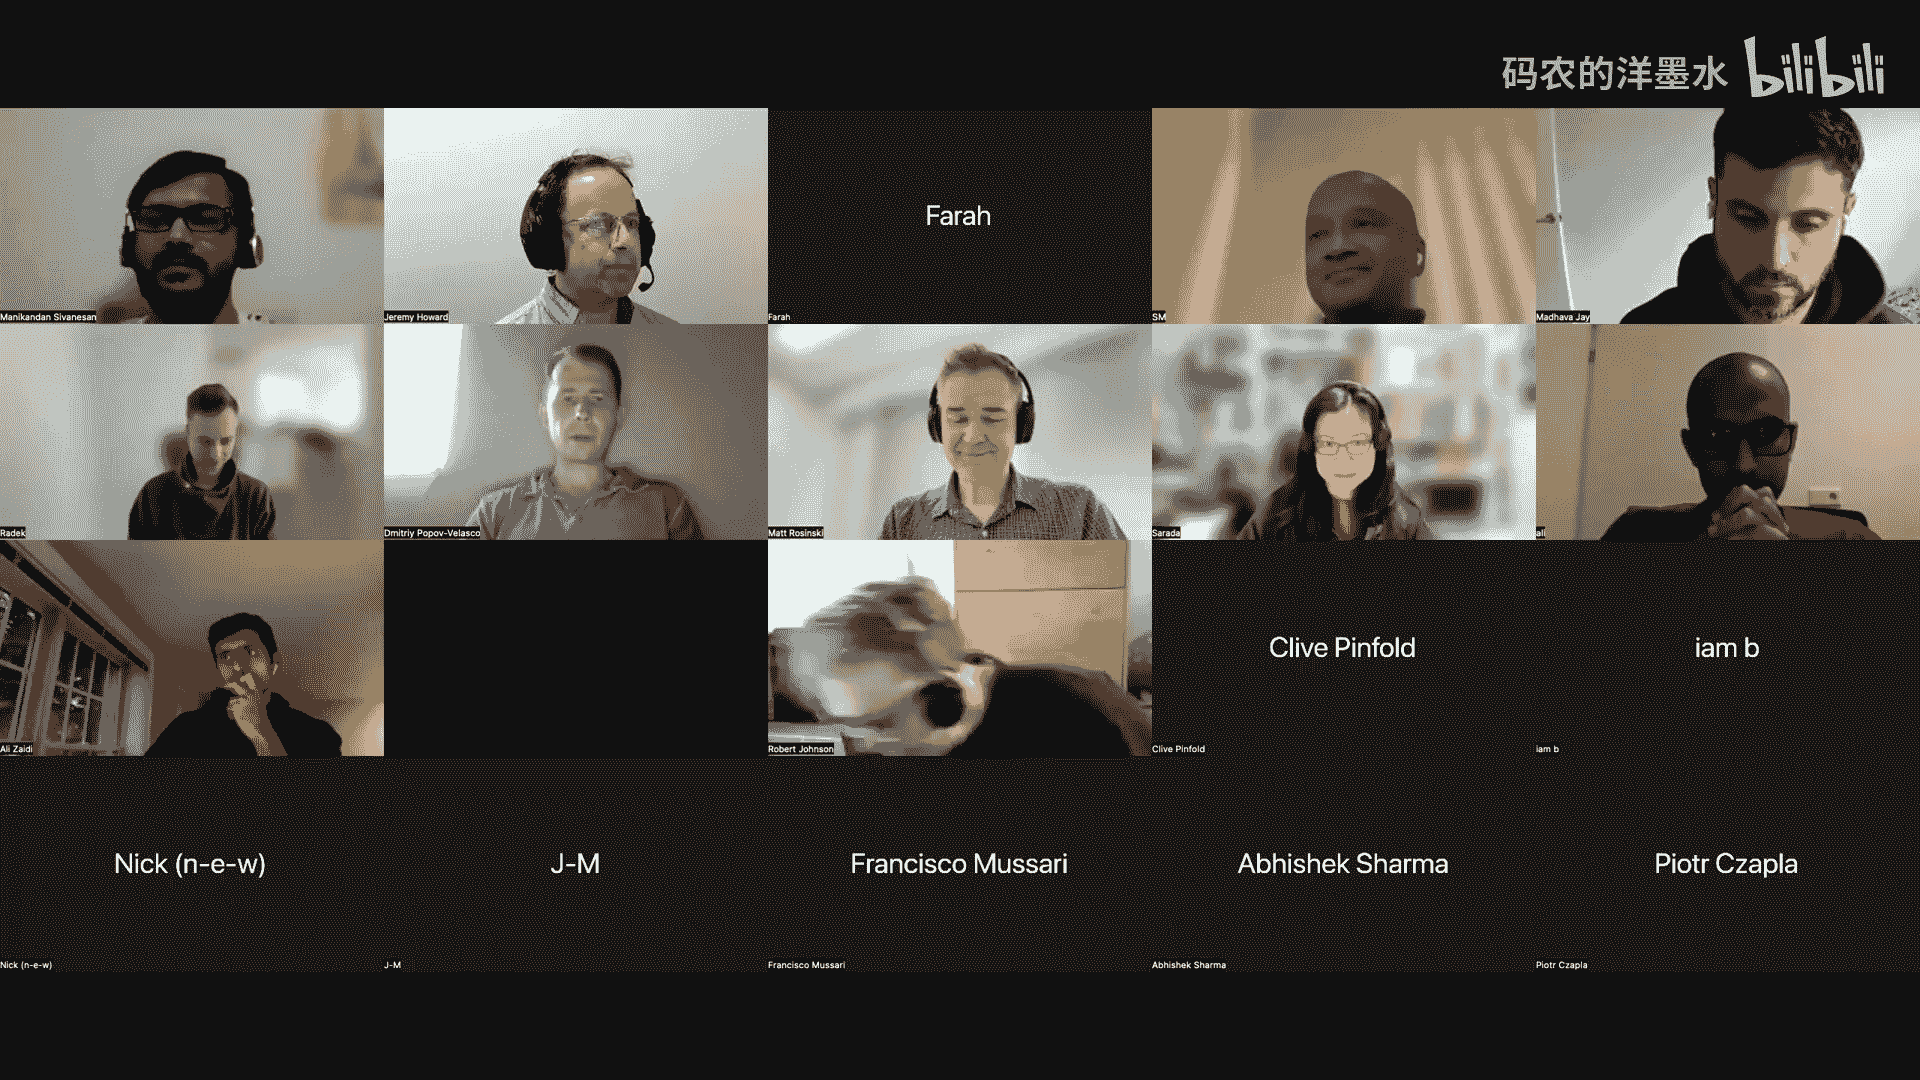 码农的洋墨水 bilibili
Farah
Manikandan Sivanesan
Jeremy Howard
Farah
SM
Madhava Jay
Radek
Dmitriy Popov-Velasco
Matt Rosinski
Sarada
ali
Clive Pinfold
iam b
Ali Zaidi
Robert Johnson
Clive Pinfold
iam b
Nick (n-e-w)
J-M
Francisco Mussari
Abhishek Sharma
Piotr Czapla
Nick (n-e-w)
J-M
Francisco Mussari
Abhishek Sharma
Piotr Czapla